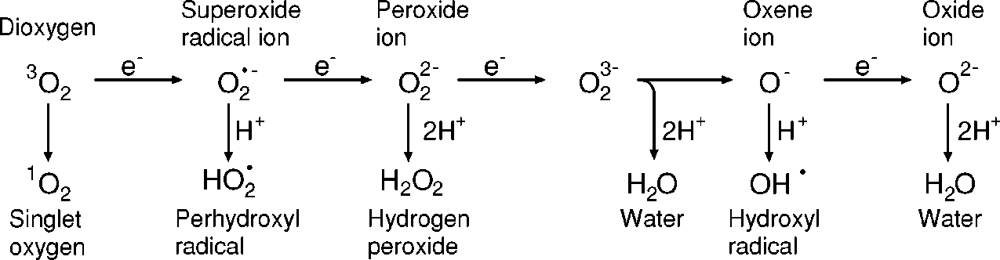 Dioxygen
Superoxide
radical ion
Peroxide
ion
Oxene
ion
Oxide
ion
³O₂
e⁻
O₂•⁻
e⁻
O₂²⁻
e⁻
O₂³⁻
O⁻
e⁻
O²⁻
H⁺
2H⁺
2H⁺
H⁺
2H⁺
¹O₂
HO₂•
H₂O₂
H₂O
OH•
H₂O
Singlet
oxygen
Perhydroxyl
radical
Hydrogen
peroxide
Water
Hydroxyl
radical
Water